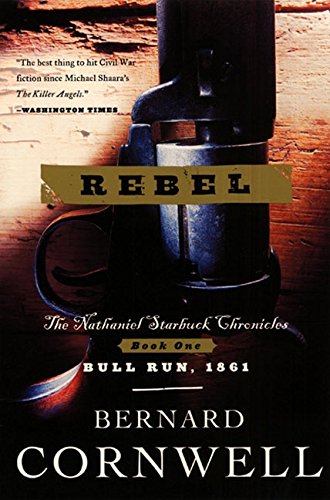 "The best thing to hit Civil War
fiction since Michael Shaara's
The Killer Angels."
–WASHINGTON TIMES
REBEL
The Nathaniel Starbuck Chronicles
Book One
BULL RUN, 1861
BERNARD
CORNWELL